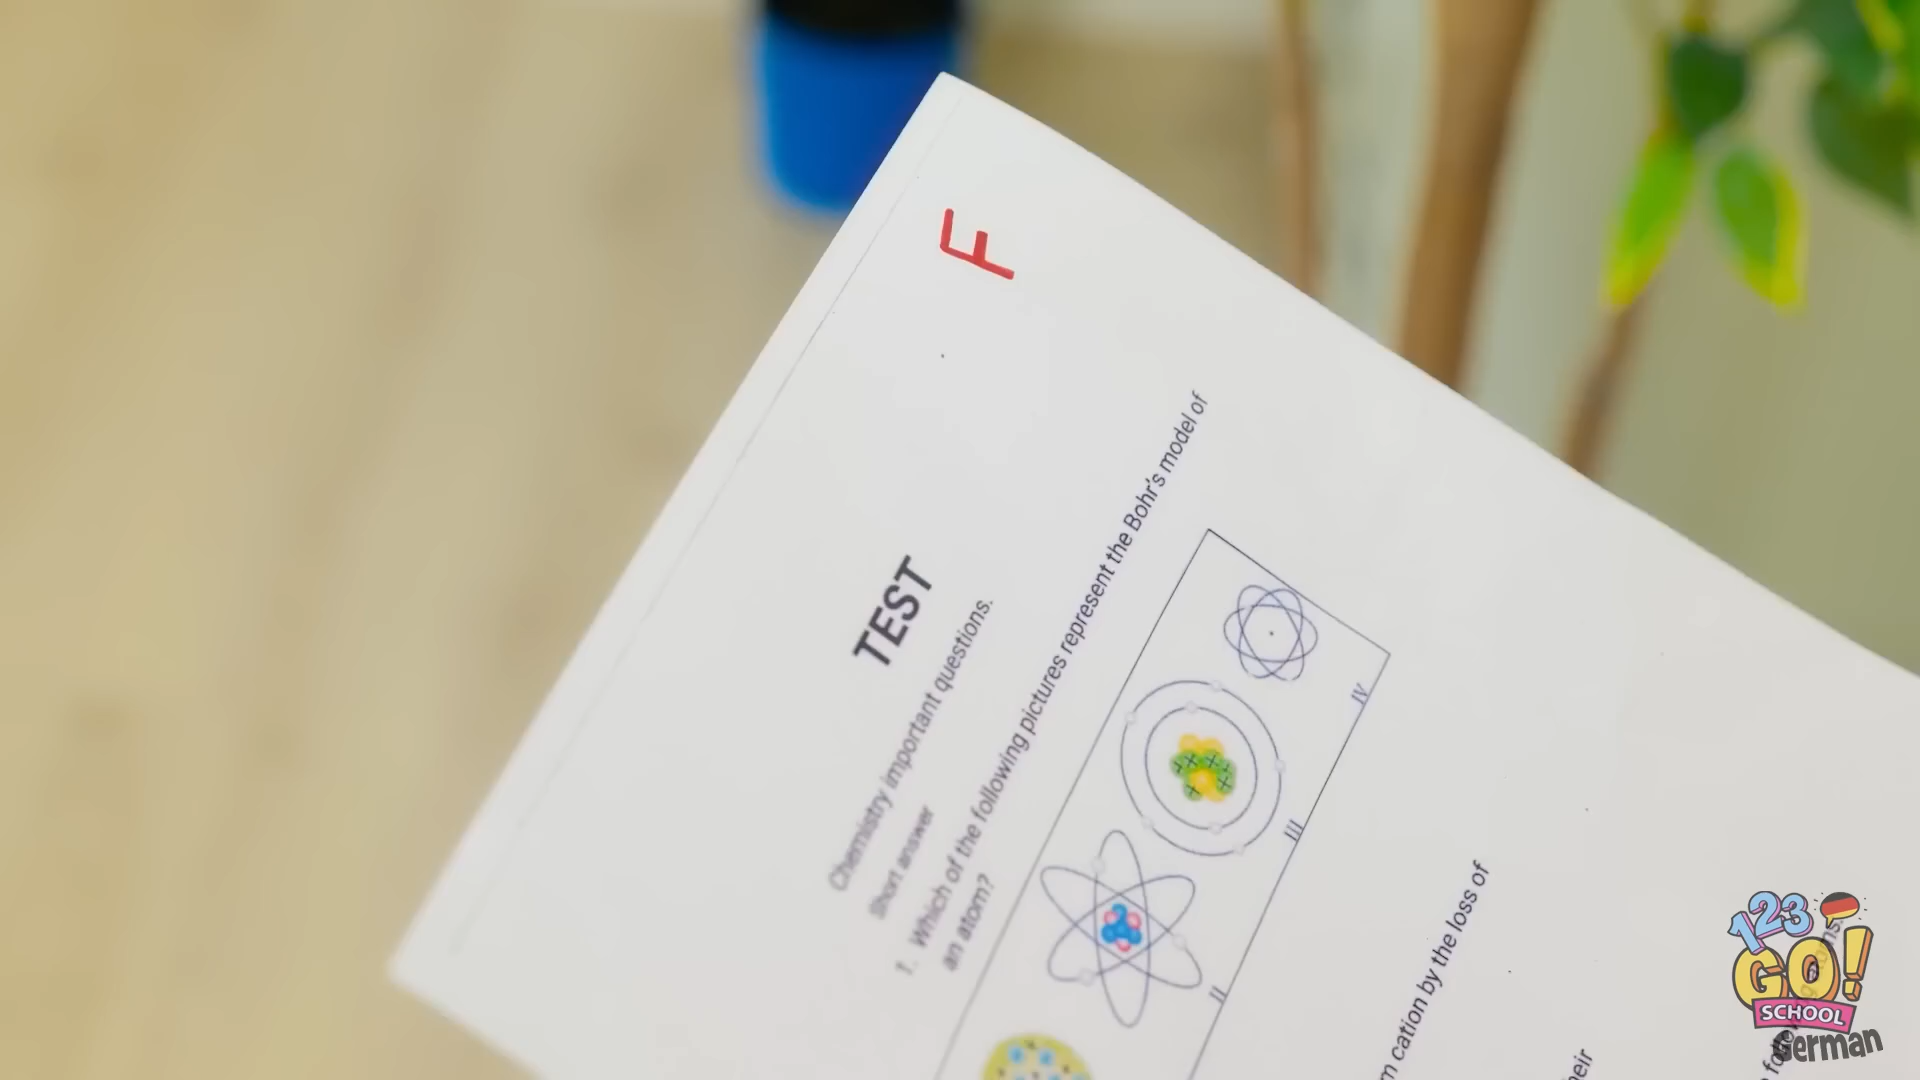 F
TEST
Chemistry important questions.
Short answer
1. Which of the following pictures represent the Bohr's model of
an atom?
II
III
IV
cation by the loss of
123
GO!
SCHOOL
German